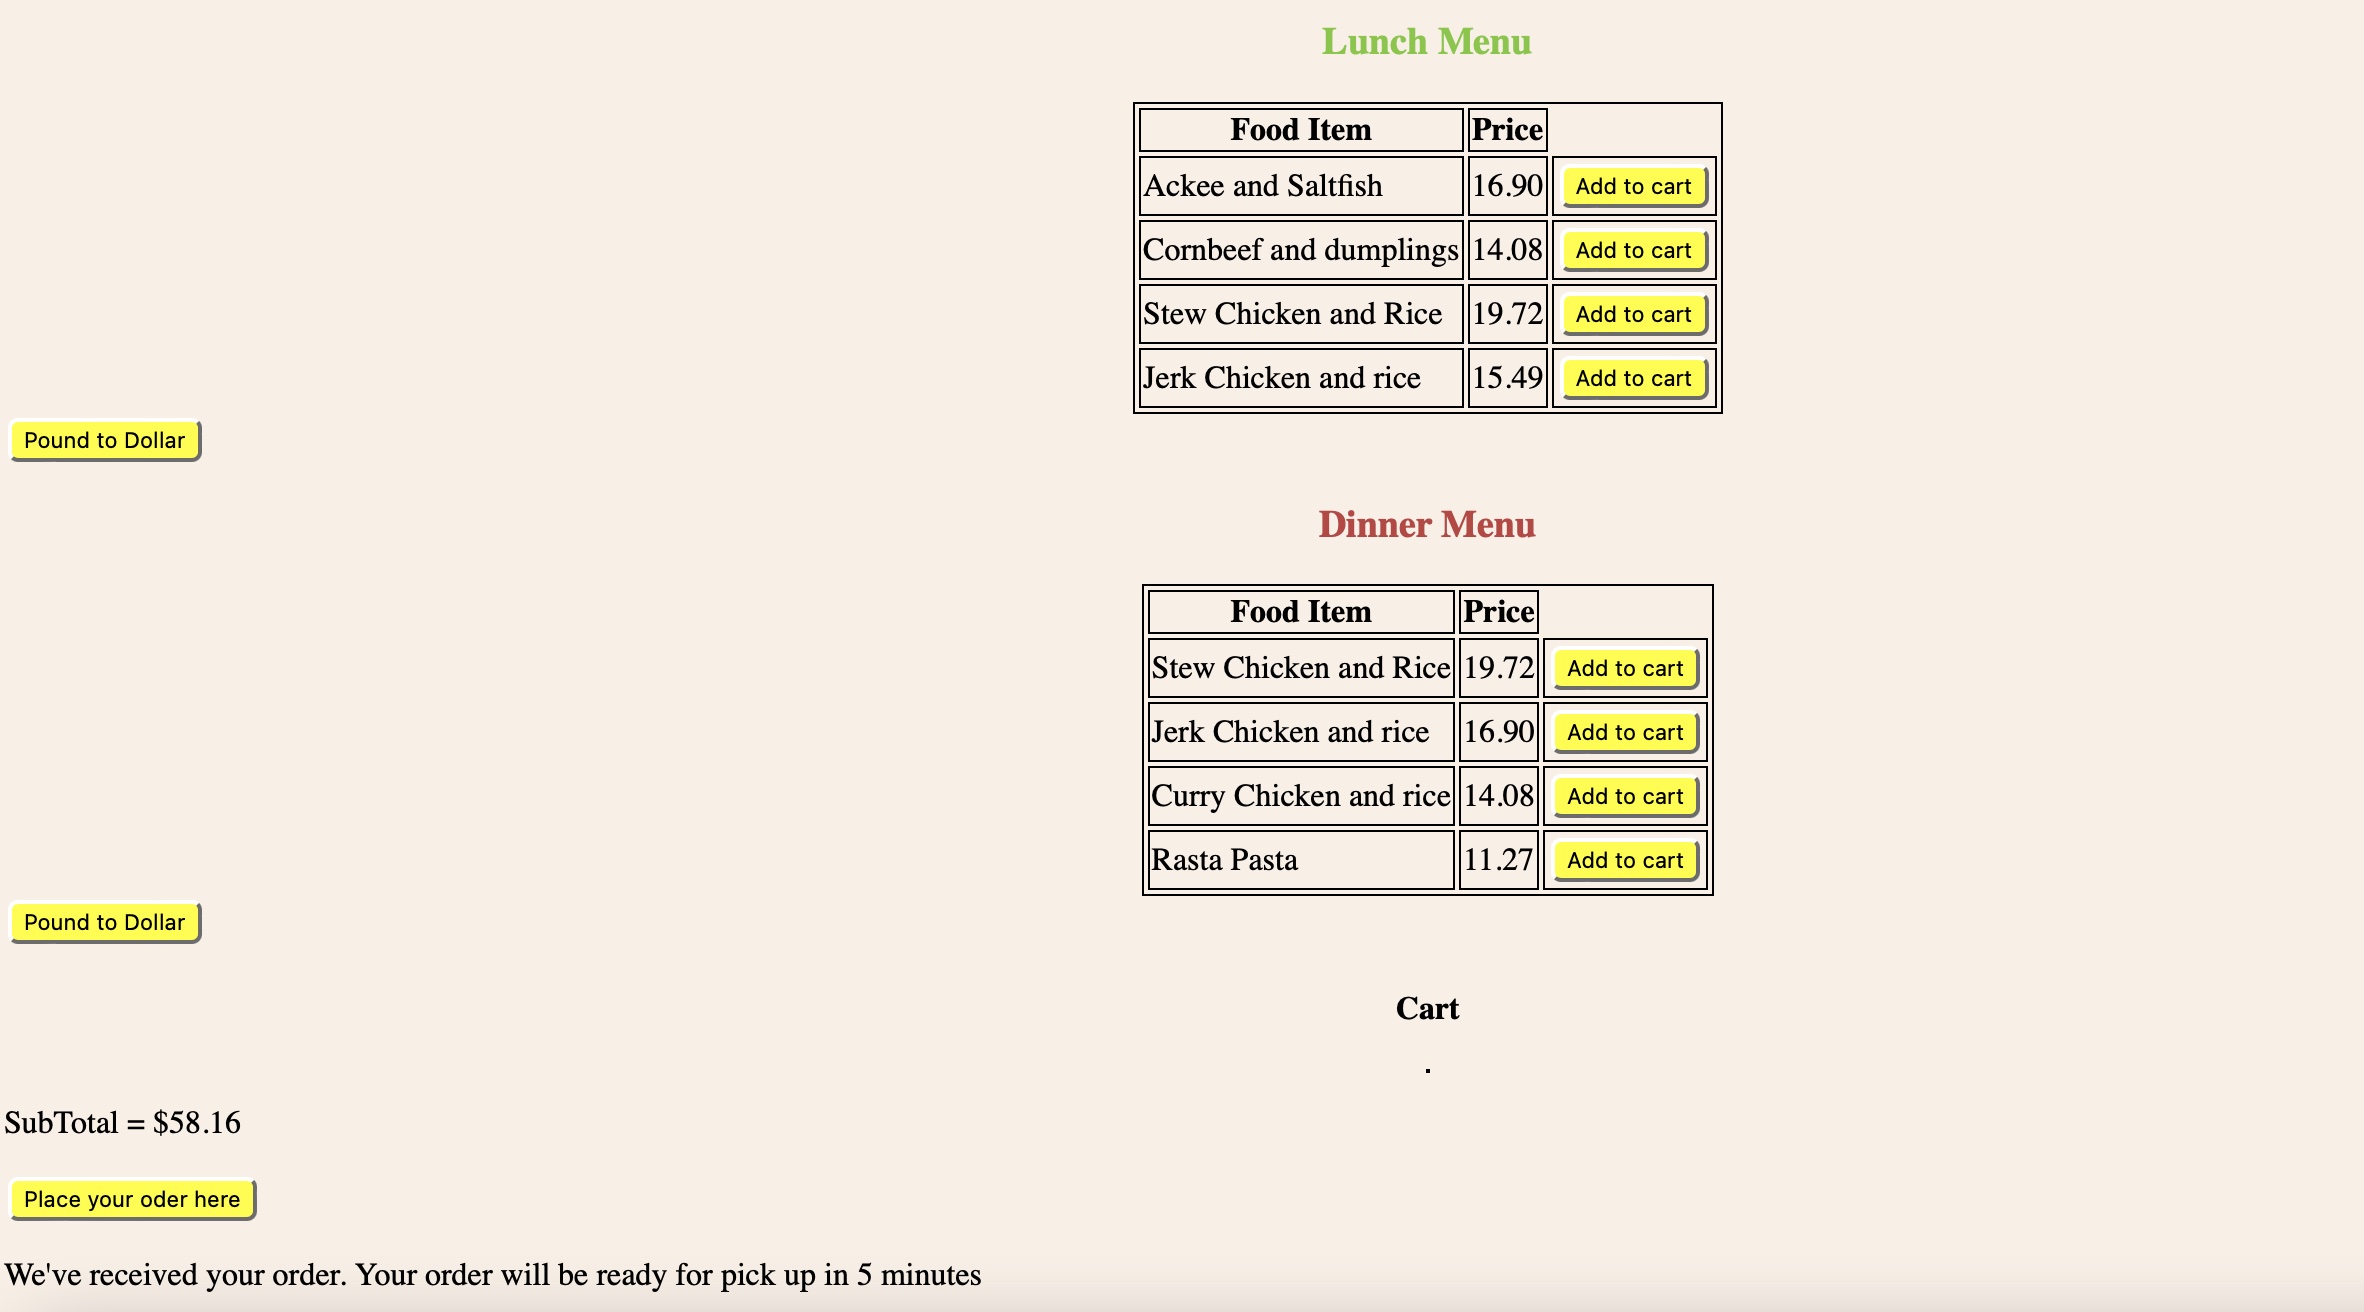 Lunch Menu
Food Item Price
Ackee and Saltfish 16.90 Add to cart
Cornbeef and dumplings 14.08 Add to cart
Stew Chicken and Rice 19.72 Add to cart
Jerk Chicken and rice 15.49 Add to cart
Pound to Dollar
Dinner Menu
Food Item Price
Stew Chicken and Rice 19.72 Add to cart
Jerk Chicken and rice 16.90 Add to cart
Curry Chicken and rice 14.08 Add to cart
Rasta Pasta 11.27 Add to cart
Pound to Dollar
Cart
SubTotal = $58.16
Place your oder here
We've received your order. Your order will be ready for pick up in 5 minutes